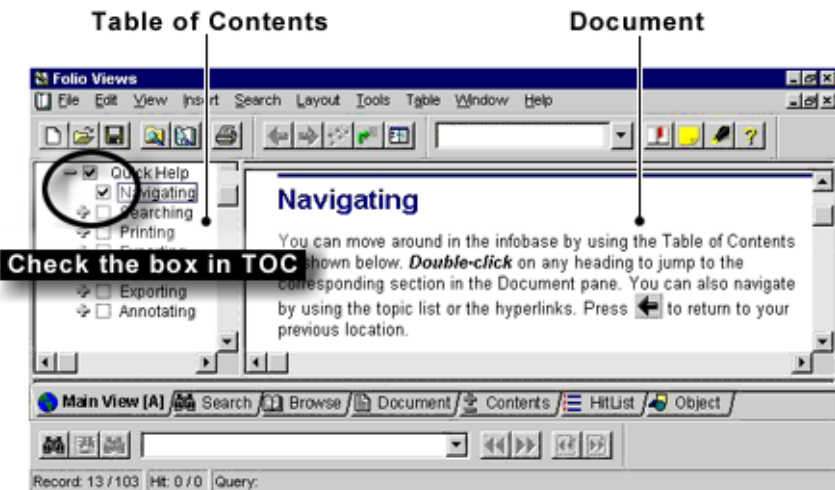 Table of Contents
Document
Folio Views
File Edit View Insert Search Layout Tools Table Window Help
Quick Help
Navigating
Searching
Printing
Exporting
Annotating
Check the box in TOC
Navigating
You can move around in the infobase by using the Table of Contents
shown below. Double-click on any heading to jump to the
corresponding section in the Document pane. You can also navigate
by using the topic list or the hyperlinks. Press to return to your
previous location.
Main View [A] Search Browse Document Contents HitList Object
Record: 13 / 103 Hit: 0 / 0 Query: